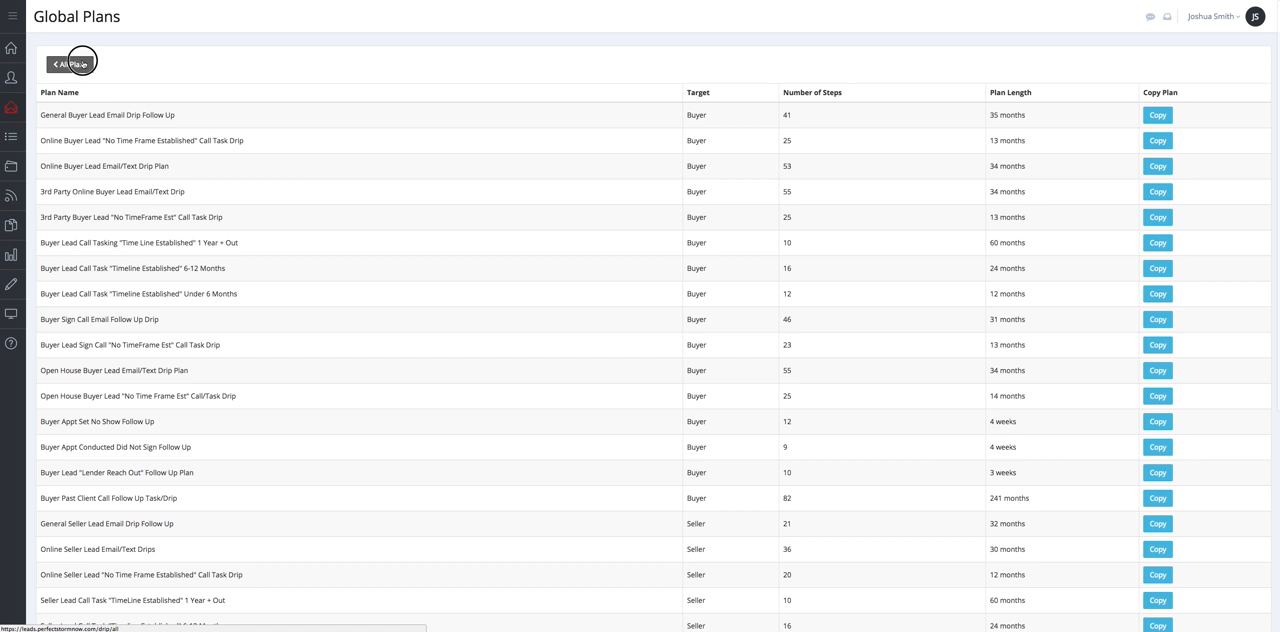 Global Plans
Joshua Smith
JS
All Plans
Plan Name Target Number of Steps Plan Length Copy Plan
General Buyer Lead Email Drip Follow Up Buyer 41 35 months Copy
Online Buyer Lead "No Time Frame Established" Call Task Drip Buyer 25 13 months Copy
Online Buyer Lead Email/Text Drip Plan Buyer 53 34 months Copy
3rd Party Online Buyer Lead Email/Text Drip Buyer 55 34 months Copy
3rd Party Buyer Lead "No TimeFrame Est" Call Task Drip Buyer 25 13 months Copy
Buyer Lead Call Tasking "Time Line Established" 1 Year + Out Buyer 10 60 months Copy
Buyer Lead Call Task "Timeline Established" 6-12 Months Buyer 16 24 months Copy
Buyer Lead Call Task "Timeline Established" Under 6 Months Buyer 12 12 months Copy
Buyer Sign Call Email Follow Up Drip Buyer 46 31 months Copy
Buyer Lead Sign Call "No TimeFrame Est" Call Task Drip Buyer 23 13 months Copy
Open House Buyer Lead Email/Text Drip Plan Buyer 55 34 months Copy
Open House Buyer Lead "No Time Frame Est" Call/Task Drip Buyer 25 14 months Copy
Buyer Appt Set No Show Follow Up Buyer 12 4 weeks Copy
Buyer Appt Conducted Did Not Sign Follow Up Buyer 9 4 weeks Copy
Buyer Lead "Lender Reach Out" Follow Up Plan Buyer 10 3 weeks Copy
Buyer Past Client Call Follow Up Task/Drip Buyer 82 241 months Copy
General Seller Lead Email Drip Follow Up Seller 21 32 months Copy
Online Seller Lead Email/Text Drips Seller 36 30 months Copy
Online Seller Lead "No Time Frame Established" Call Task Drip Seller 20 12 months Copy
Seller Lead Call Task "TimeLine Established" 1 Year + Out Seller 10 60 months Copy
Seller 16 24 months Copy
https://leads.perfectstormnow.com/drip/all